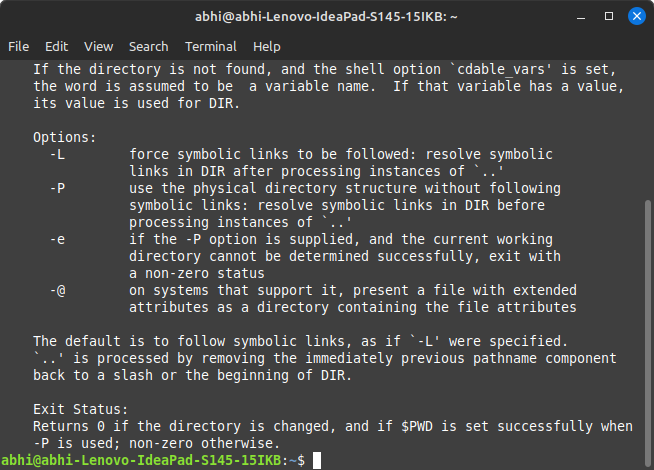 abhi@abhi-Lenovo-IdeaPad-S145-15IKB: ~
File Edit View Search Terminal Help
If the directory is not found, and the shell option `cdable_vars' is set,
the word is assumed to be  a variable name.  If that variable has a value,
its value is used for DIR.

Options:
  -L        force symbolic links to be followed: resolve symbolic
            links in DIR after processing instances of `..'
  -P        use the physical directory structure without following
            symbolic links: resolve symbolic links in DIR before
            processing instances of `..'
  -e        if the -P option is supplied, and the current working
            directory cannot be determined successfully, exit with
            a non-zero status
  -@        on systems that support it, present a file with extended
            attributes as a directory containing the file attributes

The default is to follow symbolic links, as if `-L' were specified.
`..' is processed by removing the immediately previous pathname component
back to a slash or the beginning of DIR.

Exit Status:
Returns 0 if the directory is changed, and if $PWD is set successfully when
-P is used; non-zero otherwise.
abhi@abhi-Lenovo-IdeaPad-S145-15IKB:~$